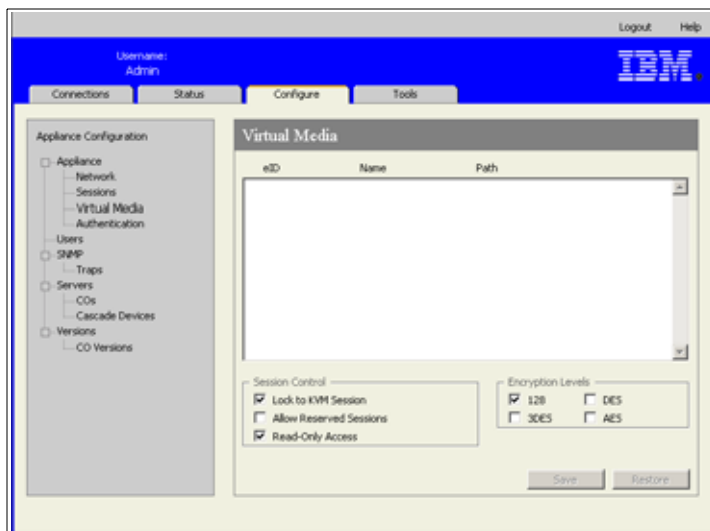 Logout Help
Username:
Admin
IBM
Connections Status Configure Tools
Appliance Configuration
Appliance
Network
Sessions
Virtual Media
Authentication
Users
SNMP
Traps
Servers
COs
Cascade Devices
Versions
CO Versions
Virtual Media
eID Name Path
Session Control
Lock to KVM Session
Allow Reserved Sessions
Read-Only Access
Encryption Levels
128 DES
3DES AES
Save Restore